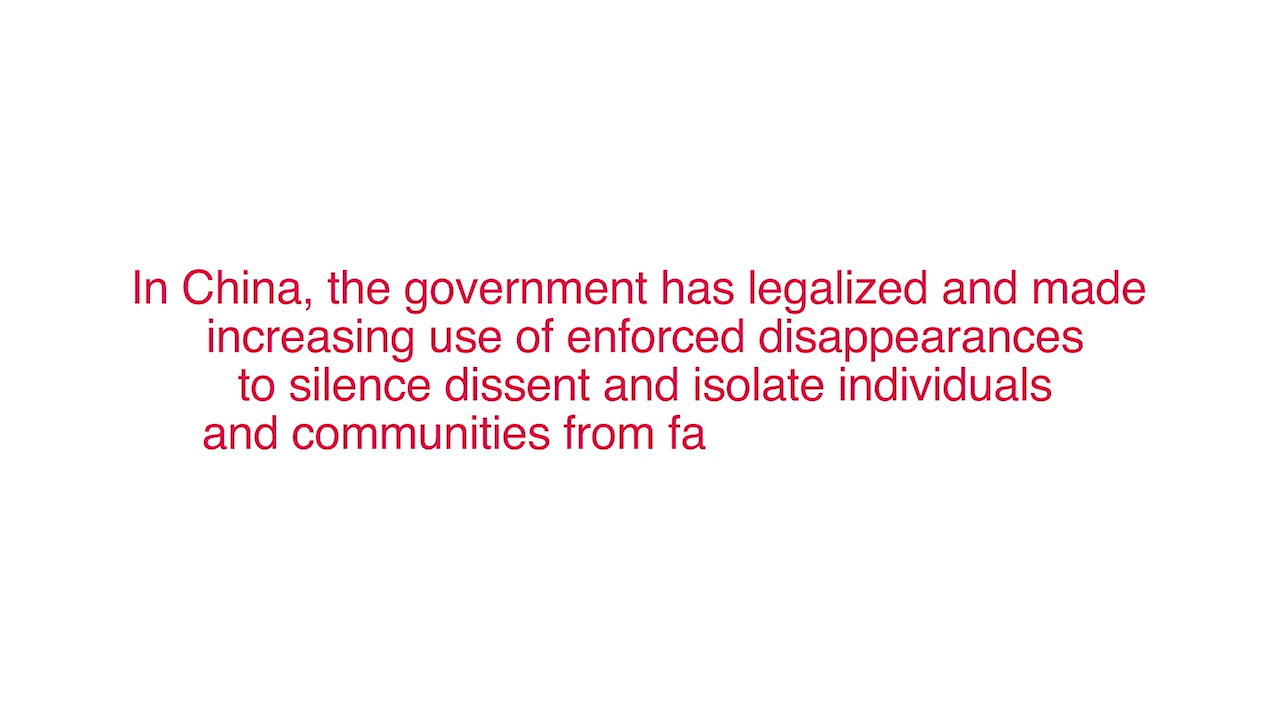 In China, the government has legalized and made
increasing use of enforced disappearances
to silence dissent and isolate individuals
and communities from fa